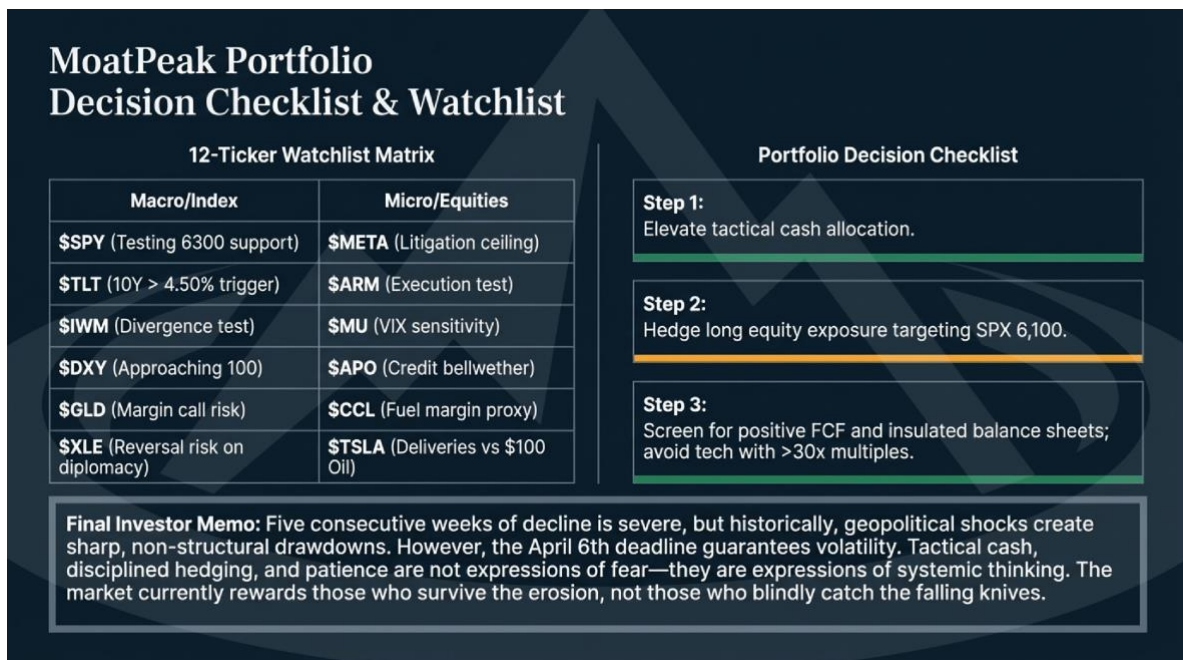 MoatPeak Portfolio
Decision Checklist & Watchlist
12-Ticker Watchlist Matrix
Macro/Index
Micro/Equities
$SPY (Testing 6300 support)
$META (Litigation ceiling)
$TLT (10Y > 4.50% trigger)
$ARM (Execution test)
$IWM (Divergence test)
$MU (VIX sensitivity)
$DXY (Approaching 100)
$APO (Credit bellwether)
$GLD (Margin call risk)
$CCL (Fuel margin proxy)
$XLE (Reversal risk on
diplomacy)
$TSLA (Deliveries vs $100
Oil)
Portfolio Decision Checklist
Step 1:
Elevate tactical cash allocation.
Step 2:
Hedge long equity exposure targeting SPX 6,100.
Step 3:
Screen for positive FCF and insulated balance sheets;
avoid tech with >30x multiples.
Final Investor Memo: Five consecutive weeks of decline is severe, but historically, geopolitical shocks create
sharp, non-structural drawdowns. However, the April 6th deadline guarantees volatility. Tactical cash,
disciplined hedging, and patience are not expressions of fear—they are expressions of systemic thinking. The
market currently rewards those who survive the erosion, not those who blindly catch the falling knives.